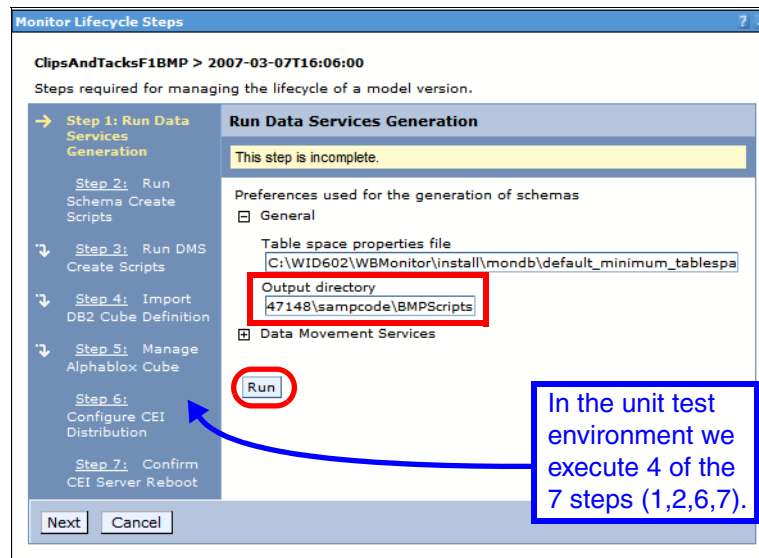 Monitor Lifecycle Steps
?
ClipsAndTacksF1BMP > 2007-03-07T16:06:00
Steps required for managing the lifecycle of a model version.
Step 1: Run Data
Services
Generation
Step 2: Run
Schema Create
Scripts
Step 3: Run DMS
Create Scripts
Step 4: Import
DB2 Cube Definition
Step 5: Manage
Alphablox Cube
Step 6:
Configure CEI
Distribution
Step 7: Confirm
CEI Server Reboot
Run Data Services Generation
This step is incomplete.
Preferences used for the generation of schemas
General
Table space properties file
C:\WID602\WBMonitor\install\mondb\default_minimum_tablespa
Output directory
47148\sampcode\BMPScripts
Data Movement Services
Run
In the unit test
environment we
execute 4 of the
7 steps (1,2,6,7).
Next
Cancel